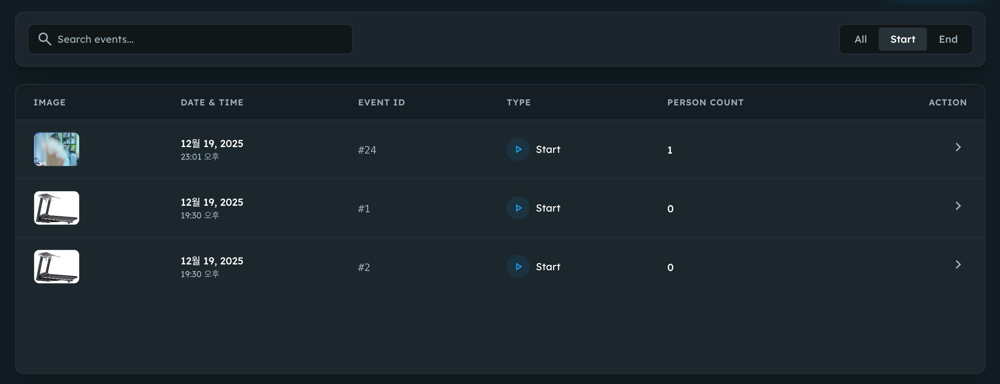 Search events...
All Start End
IMAGE DATE & TIME EVENT ID TYPE PERSON COUNT ACTION
12월 19, 2025
23:01 오후
#24 Start 1
12월 19, 2025
19:30 오후
#1 Start 0
12월 19, 2025
19:30 오후
#2 Start 0